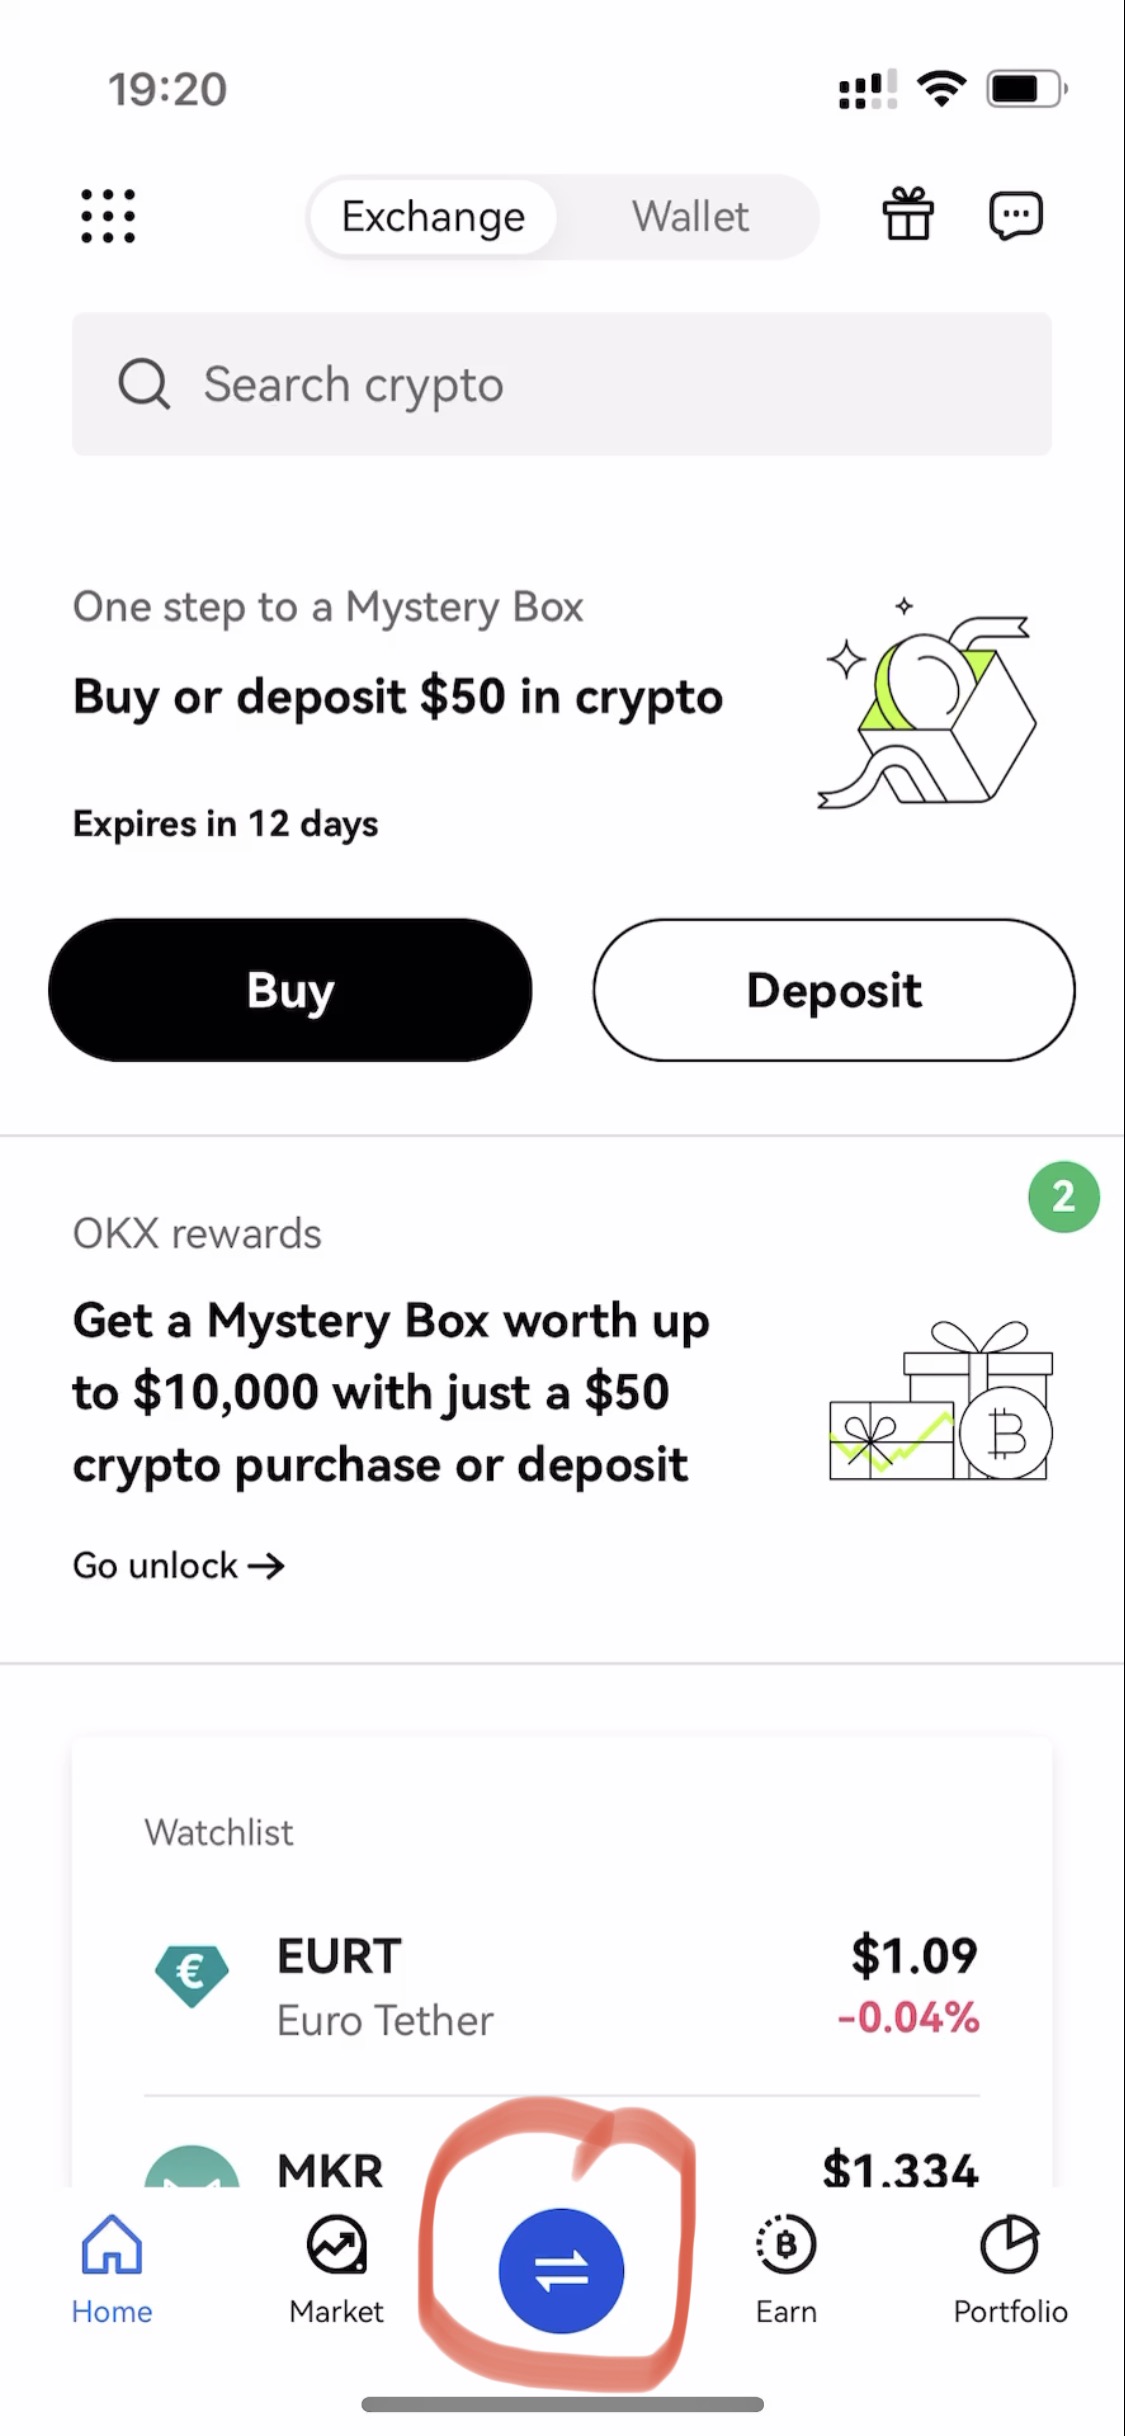 19:20
Exchange
Wallet
Search crypto
One step to a Mystery Box
Buy or deposit $50 in crypto
Expires in 12 days
Buy
Deposit
2
OKX rewards
Get a Mystery Box worth up
to $10,000 with just a $50
crypto purchase or deposit
Go unlock →
Watchlist
EURT
$1.09
Euro Tether
-0.04%
MKR
$1,334
Home
Market
Earn
Portfolio